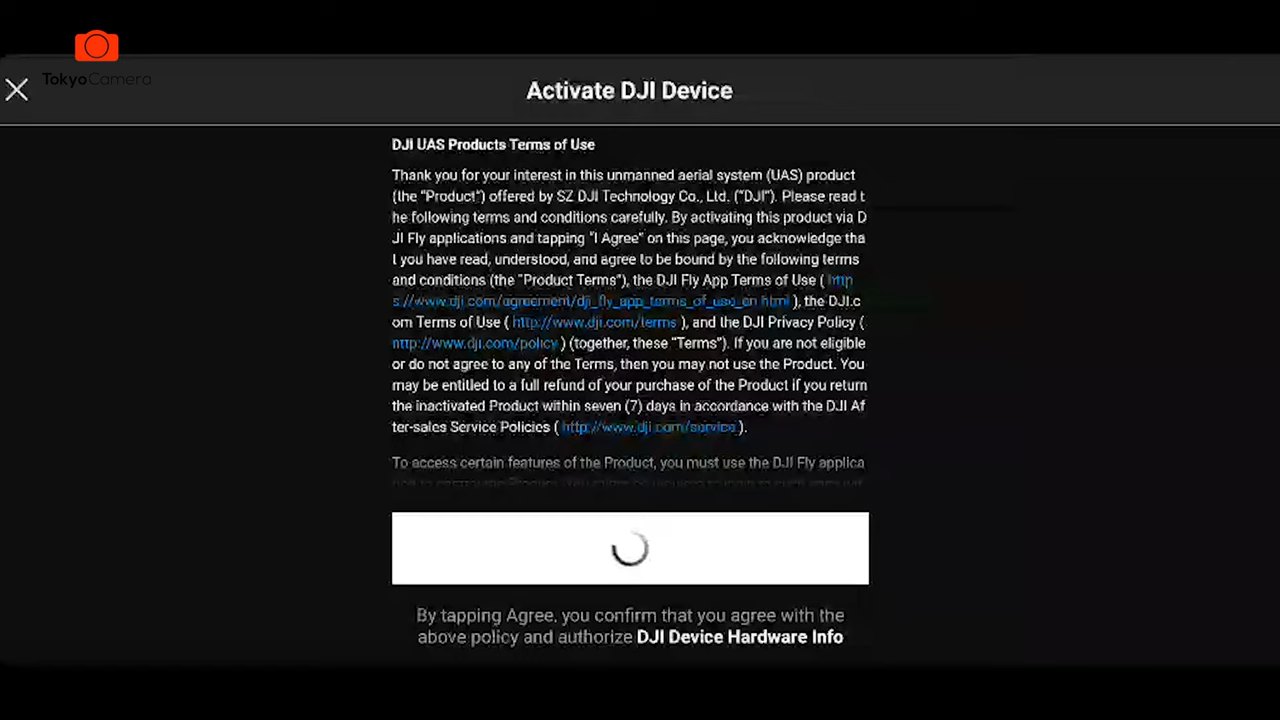 TokyoCamera
Activate DJI Device
DJI UAS Products Terms of Use
Thank you for your interest in this unmanned aerial system (UAS) product
(the “Product”) offered by SZ DJI Technology Co., Ltd. (“DJI”). Please read t
he following terms and conditions carefully. By activating this product via D
JI Fly applications and tapping “I Agree” on this page, you acknowledge tha
t you have read, understood, and agree to be bound by the following terms
and conditions (the “Product Terms”), the DJI Fly App Terms of Use ( http
s://www.dji.com/agreement/dji_fly_app_terms_of_use_en.html ), the DJI.c
om Terms of Use ( http://www.dji.com/terms ), and the DJI Privacy Policy (
http://www.dji.com/policy ) (together, these “Terms”). If you are not eligible
or do not agree to any of the Terms, then you may not use the Product. You
may be entitled to a full refund of your purchase of the Product if you return
the inactivated Product within seven (7) days in accordance with the DJI Af
ter-sales Service Policies ( http://www.dji.com/service ).
To access certain features of the Product, you must use the DJI Fly applica
By tapping Agree, you confirm that you agree with the
above policy and authorize DJI Device Hardware Info